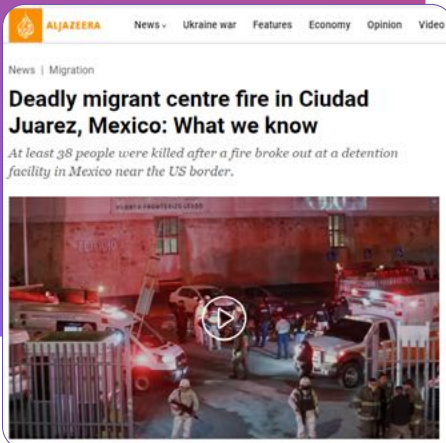 ALJAZEERA
News Ukraine war Features Economy Opinion Video
News | Migration
Deadly migrant centre fire in Ciudad
Juarez, Mexico: What we know
At least 38 people were killed after a fire broke out at a detention
facility in Mexico near the US border.